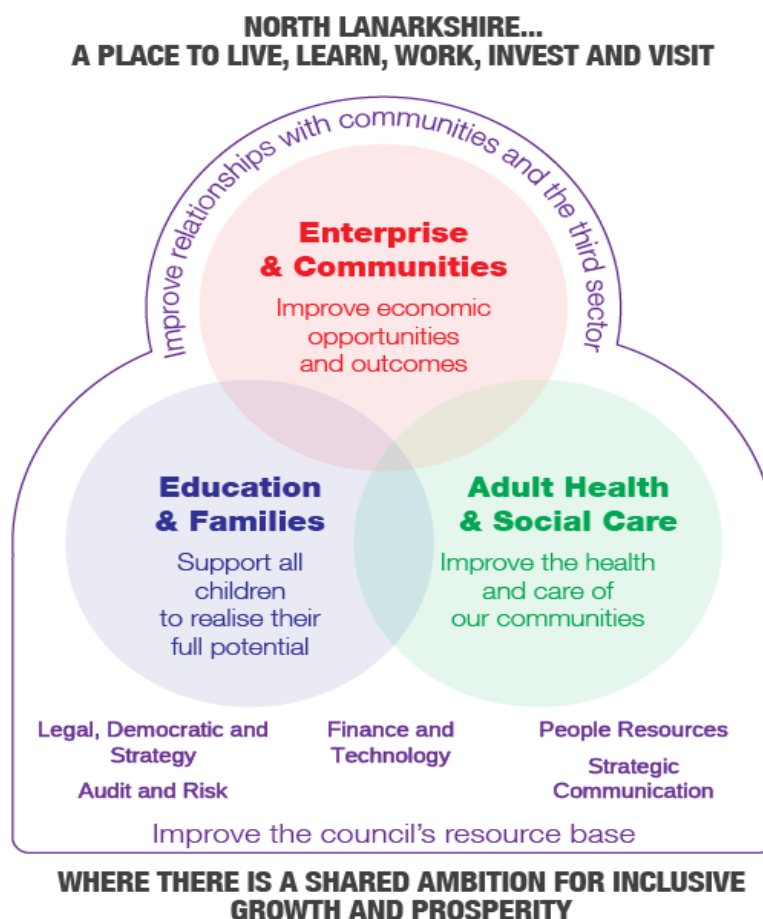 NORTH LANARKSHIRE...
A PLACE TO LIVE, LEARN, WORK, INVEST AND VISIT
Improve relationships with communities and the third sector
Enterprise
& Communities
Improve economic
opportunities
and outcomes
Education
& Families
Support all
children
to realise their
full potential
Adult Health
& Social Care
Improve the health
and care of
our communities
Legal, Democratic and
Strategy
Audit and Risk
Finance and
Technology
People Resources
Strategic
Communication
Improve the council's resource base
WHERE THERE IS A SHARED AMBITION FOR INCLUSIVE
GROWTH AND PROSPERITY